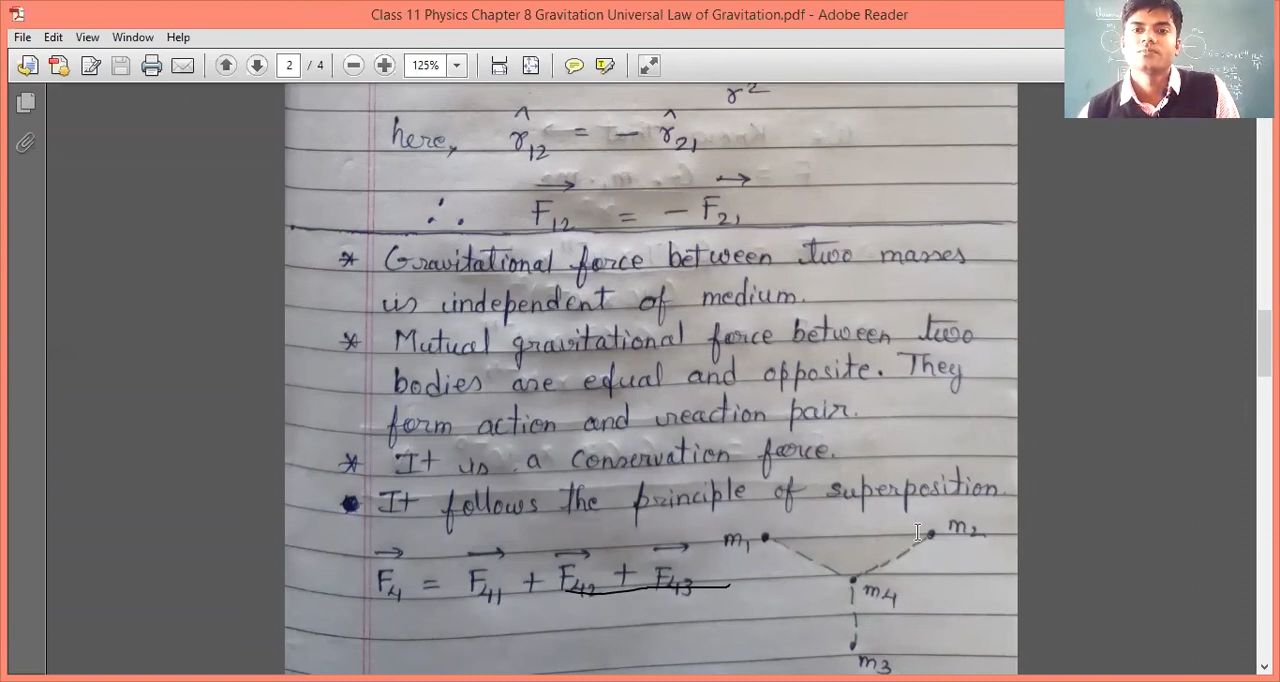 Class 11 Physics Chapter 8 Gravitation Universal Law of Gravitation.pdf - Adobe Reader
File Edit View Window Help
2 / 4 125%
r²
here, r̂₁₂ = - r̂₂₁
∴ F⃗₁₂ = - F⃗₂₁
* Gravitational force between two masses
is independent of medium.
* Mutual gravitational force between two
bodies are equal and opposite. They
form action and reaction pair.
* It is a conservation force.
• It follows the principle of superposition.
m₁ m₂
F⃗₄ = F⃗₄₁ + F⃗₄₂ + F⃗₄₃
m₄
m₃